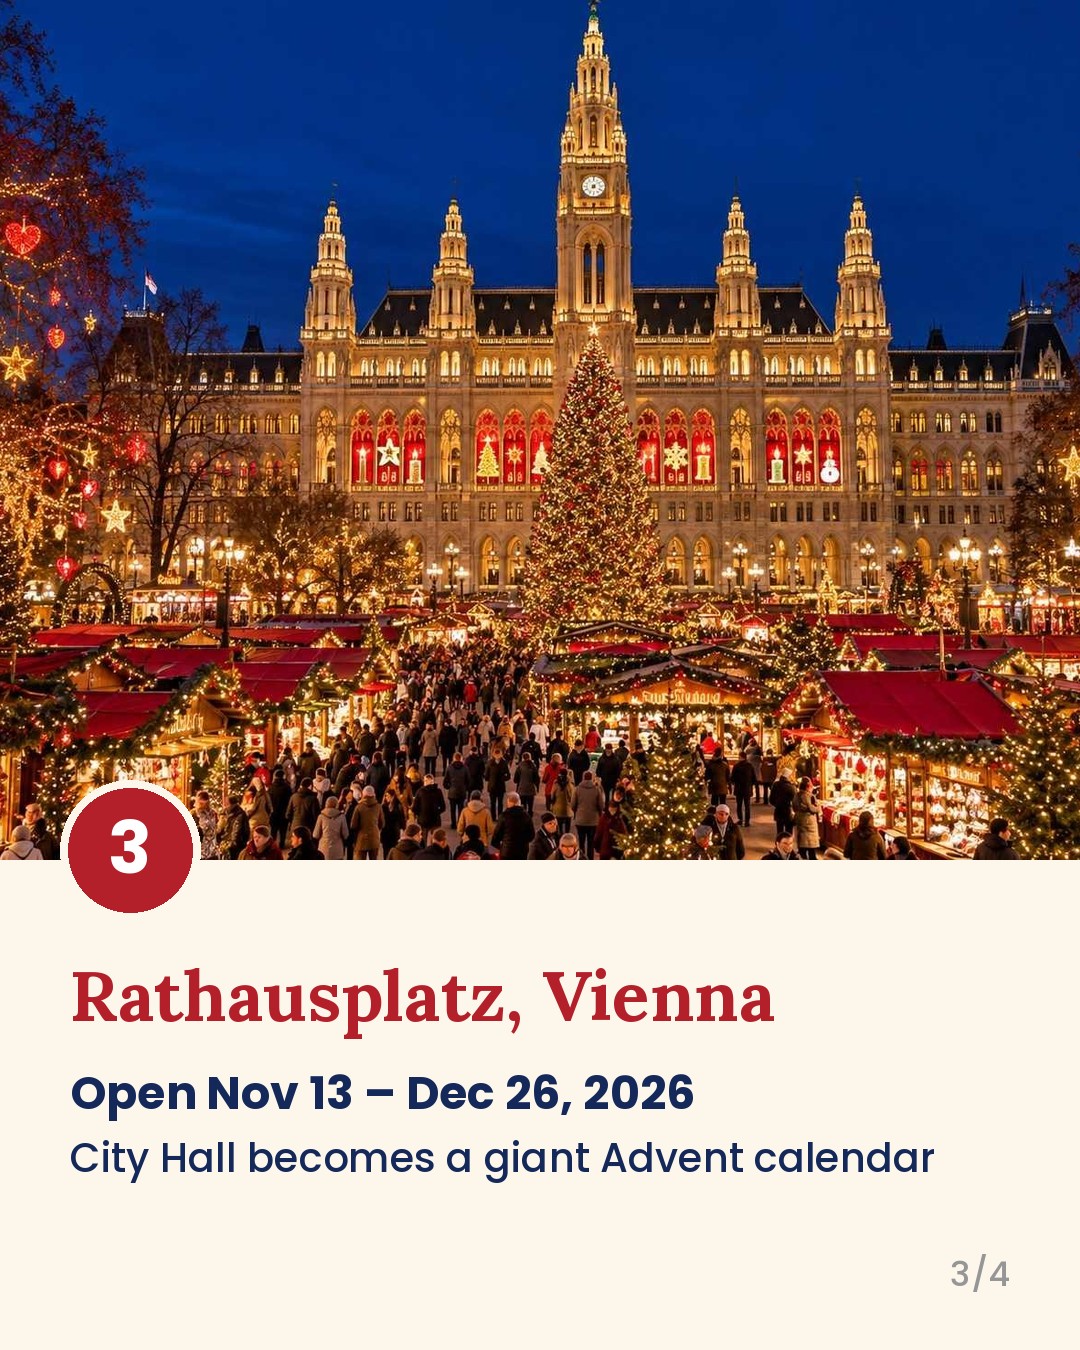 3
Rathausplatz, Vienna
Open Nov 13 – Dec 26, 2026
City Hall becomes a giant Advent calendar
3/4